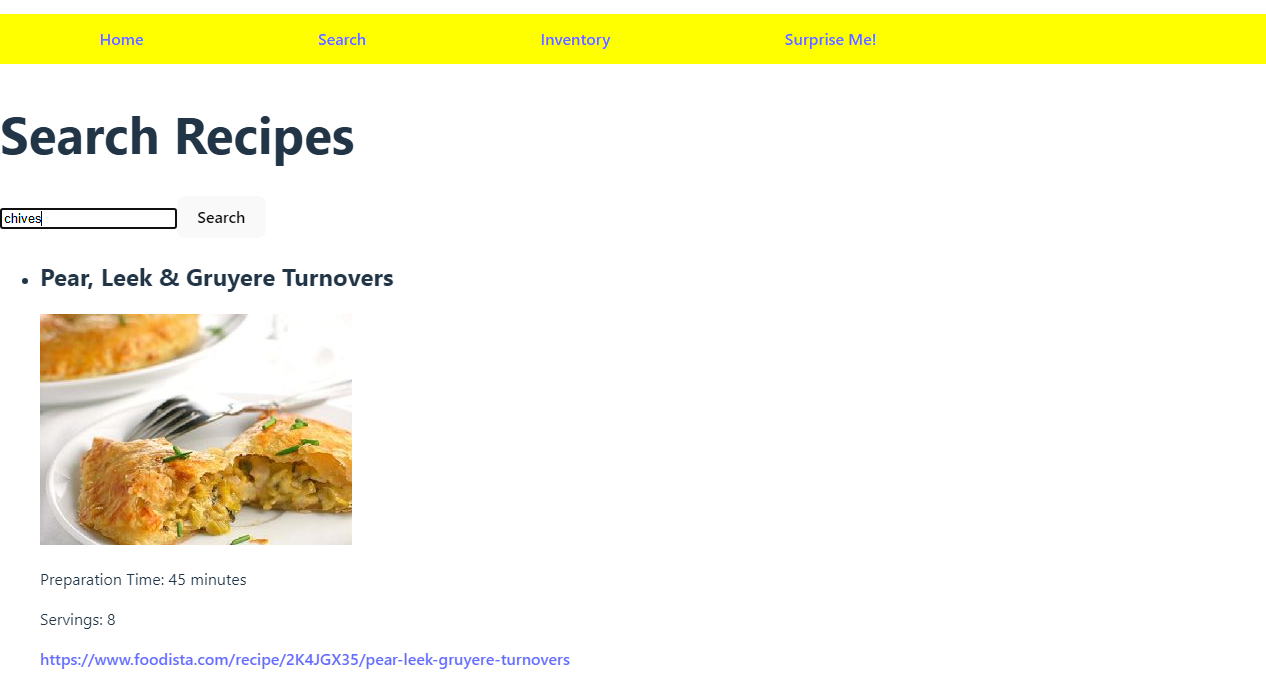 Home Search Inventory Surprise Me!
Search Recipes
chives Search
Pear, Leek & Gruyere Turnovers
Preparation Time: 45 minutes
Servings: 8
https://www.foodista.com/recipe/2K4JGX35/pear-leek-gruyere-turnovers